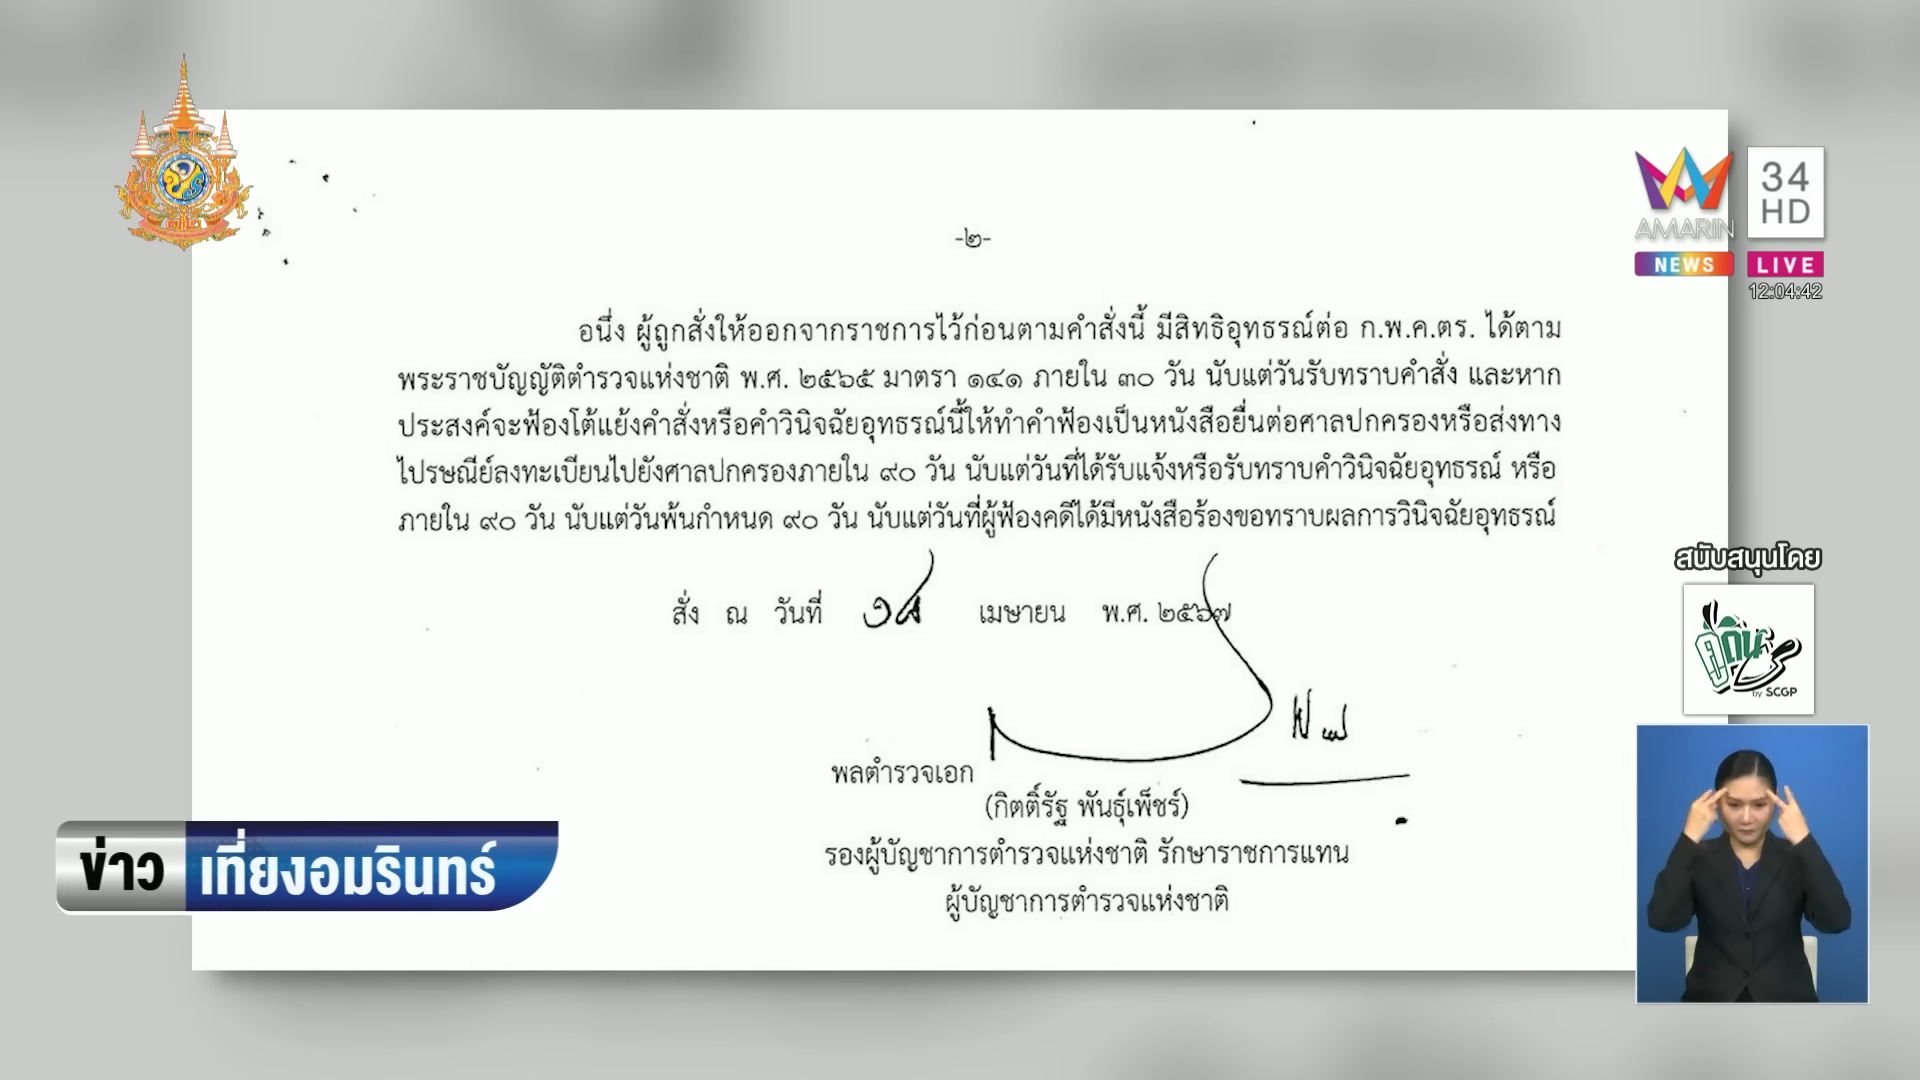 -๒-
อนึ่ง ผู้ถูกสั่งให้ออกจากราชการไว้ก่อนตามคำสั่งนี้ มีสิทธิอุทธรณ์ต่อ ก.พ.ค.ตร. ได้ตาม
พระราชบัญญัติตำรวจแห่งชาติ พ.ศ. ๒๕๖๕ มาตรา ๑๔๑ ภายใน ๓๐ วัน นับแต่วันรับทราบคำสั่ง และหาก
ประสงค์จะฟ้องโต้แย้งคำสั่งหรือคำวินิจฉัยอุทธรณ์นี้ให้ทำคำฟ้องเป็นหนังสือยื่นต่อศาลปกครองหรือส่งทาง
ไปรษณีย์ลงทะเบียนไปยังศาลปกครองภายใน ๙๐ วัน นับแต่วันที่ได้รับแจ้งหรือรับทราบคำวินิจฉัยอุทธรณ์ หรือ
ภายใน ๙๐ วัน นับแต่วันพ้นกำหนด ๙๐ วัน นับแต่วันที่ผู้ฟ้องคดีได้มีหนังสือร้องขอทราบผลการวินิจฉัยอุทธรณ์
สั่ง ณ วันที่ ๑๘ เมษายน พ.ศ. ๒๕๖๗
พลตำรวจเอก
(กิตติ์รัฐ พันธุ์เพ็ชร์)
รองผู้บัญชาการตำรวจแห่งชาติ รักษาราชการแทน
ผู้บัญชาการตำรวจแห่งชาติ
AMARIN
NEWS
34
HD
LIVE
12:04:42
สนับสนุนโดย
by SCGP
ข่าว เที่ยงอมรินทร์